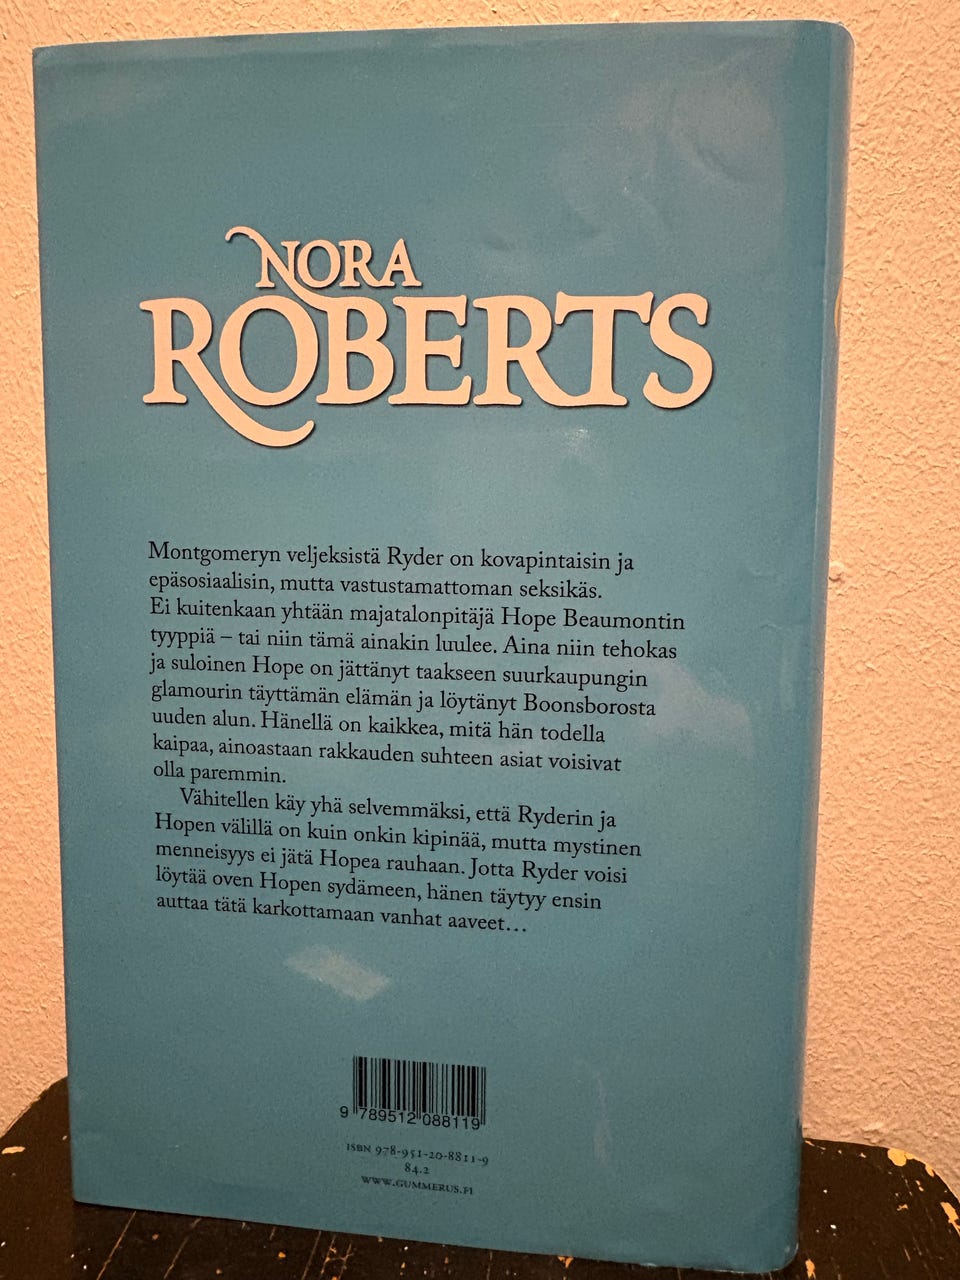 NORA
ROBERTS
Montgomeryn veljeksistä Ryder on kovapintaisin ja
epäsosiaalisin, mutta vastustamattoman seksikäs.
Ei kuitenkaan yhtään majatalonpitäjä Hope Beaumontin
tyyppiä – tai niin tämä ainakin luulee. Aina niin tehokas
ja suloinen Hope on jättänyt taakseen suurkaupungin
glamourin täyttämän elämän ja löytänyt Boonsborosta
uuden alun. Hänellä on kaikkea, mitä hän todella
kaipaa, ainoastaan rakkauden suhteen asiat voisivat
olla paremmin.
Vähitellen käy yhä selvemmäksi, että Ryderin ja
Hopen välillä on kuin onkin kipinää, mutta mystinen
menneisyys ei jätä Hopea rauhaan. Jotta Ryder voisi
löytää oven Hopen sydämeen, hänen täytyy ensin
auttaa tätä karkottamaan vanhat aaveet...
9 789512 088119
ISBN 978-951-20-8811-9
84.2
WWW.GUMMERUS.FI